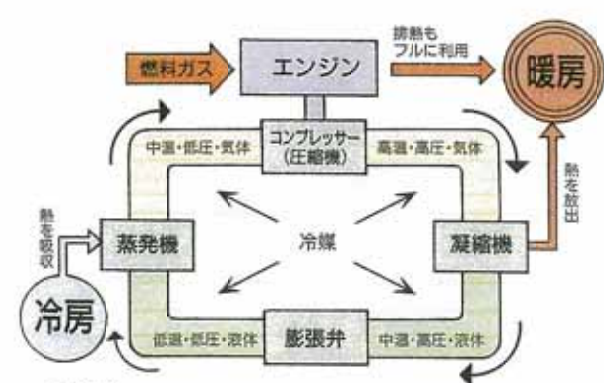 燃料ガス
エンジン
排熱も
フルに利用
暖房
中温・低圧・気体
コンプレッサー
(圧縮機)
高温・高圧・気体
熱を吸収
蒸発機
冷媒
凝縮機
熱を放出
冷房
低温・低圧・液体
膨張弁
中温・高圧・液体